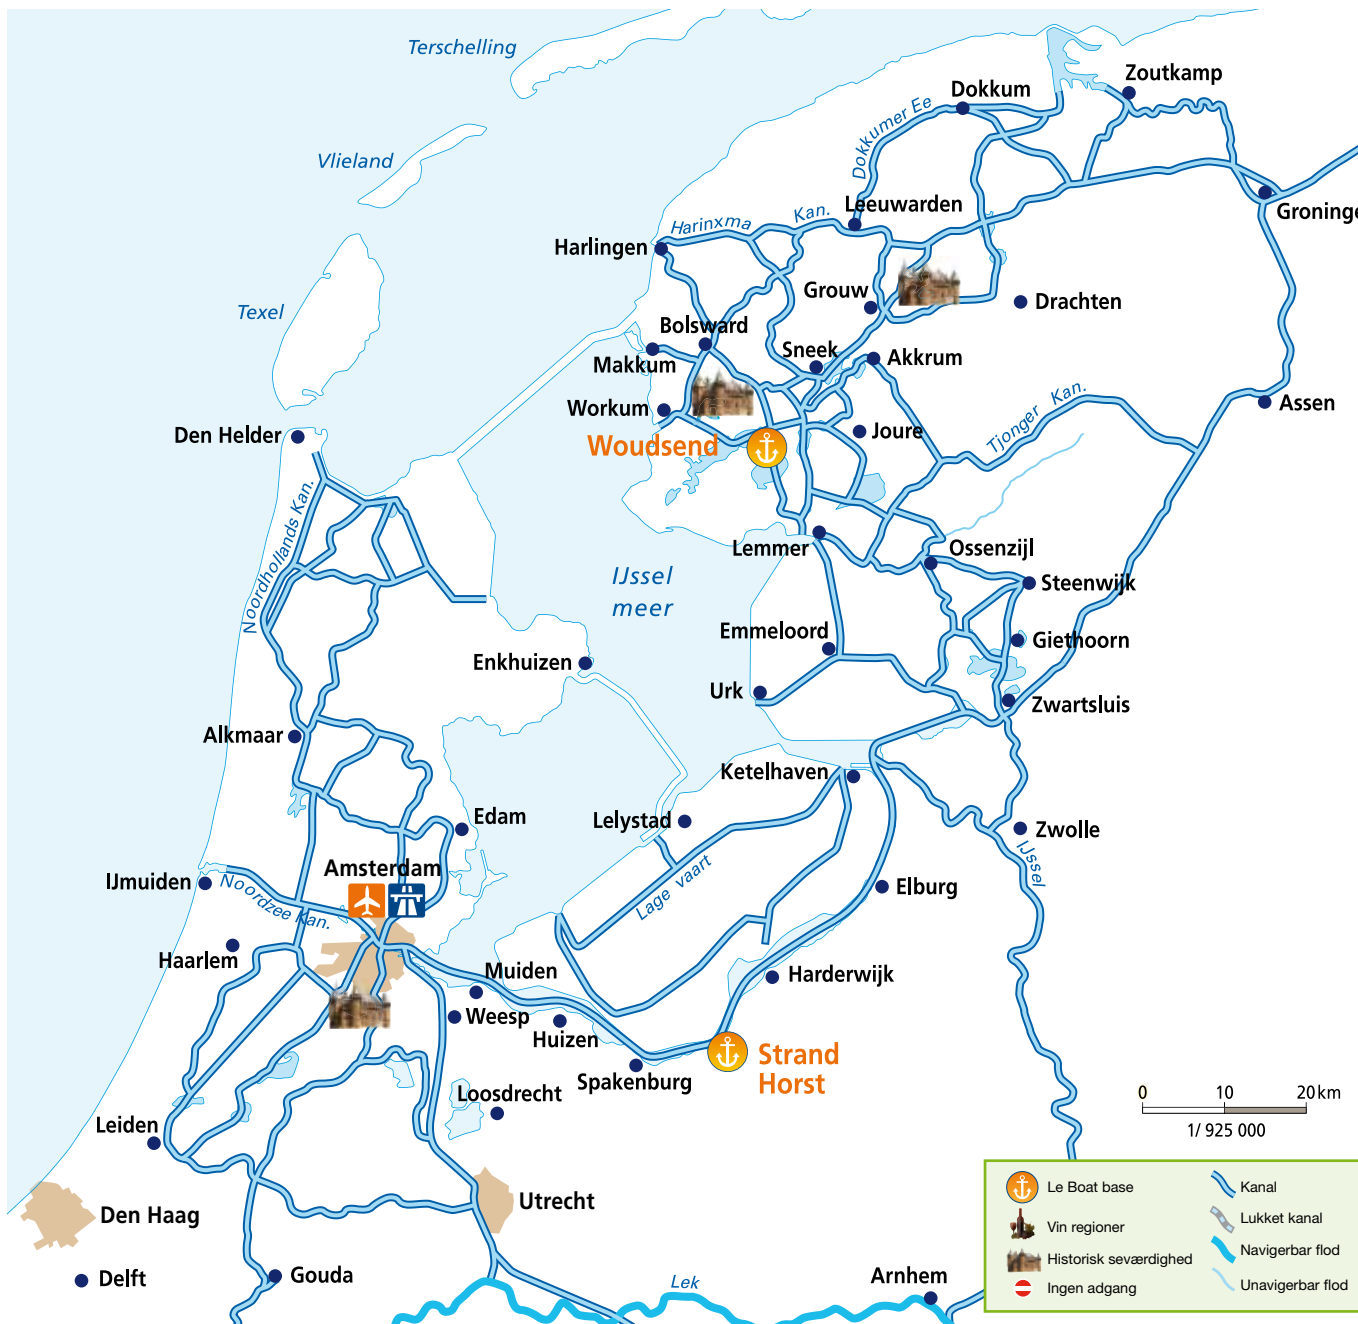 Terschelling
Zoutkamp
Dokkum
Dokkumer Ee
Vlieland
Leeuwarden
Groninge
Harinxma
Kan.
Harlingen
Grouw
Drachten
Texel
Bolsward
Sneek
Makkum
Akkrum
Workum
Tjonger Kan.
Assen
Den Helder
Joure
Woudsend
Noordhollands Kan.
Lemmer
Ossenzijl
IJssel
meer
Steenwijk
Emmeloord
Giethoorn
Enkhuizen
Urk
Zwartsluis
Alkmaar
Ketelhaven
Edam
Lelystad
Zwolle
Amsterdam
IJmuiden
Noordzee Kan.
Lage vaart
Elburg
IJssel
Haarlem
Muiden
Harderwijk
Weesp
Huizen
Strand
Horst
Spakenburg
Loosdrecht
0 10 20 km
1/ 925 000
Leiden
Utrecht
Den Haag
Delft
Gouda
Lek
Arnhem
Le Boat base
Kanal
Vin regioner
Lukket kanal
Historisk seværdighed
Navigerbar flod
Ingen adgang
Unavigerbar flod